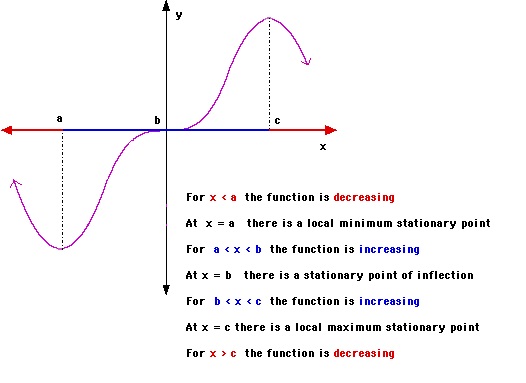 y
a
b
c
x
For x < a the function is decreasing
At x = a there is a local minimum stationary point
For a < x < b the function is increasing
At x = b there is a stationary point of inflection
For b < x < c the function is increasing
At x = c there is a local maximum stationary point
For x > c the function is decreasing